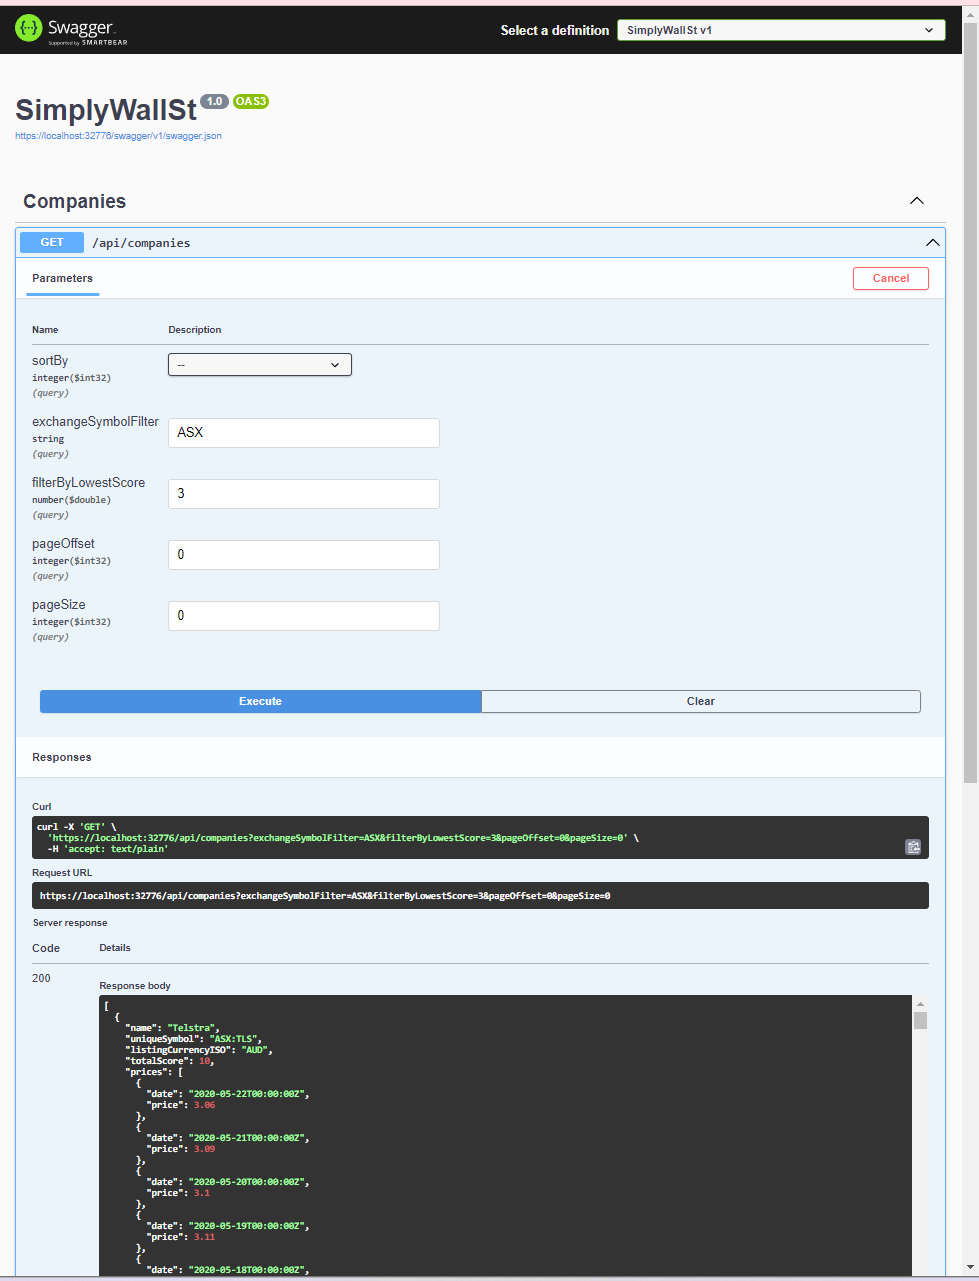 Swagger
Supported by SMARTBEAR
Select a definition
SimplyWallSt v1
SimplyWallSt 1.0 OAS3
https://localhost:32776/swagger/v1/swagger.json
Companies
GET /api/companies
Parameters
Cancel
Name Description
sortBy
integer($int32)
(query)
--
exchangeSymbolFilter
string
(query)
ASX
filterByLowestScore
number($double)
(query)
3
pageOffset
integer($int32)
(query)
0
pageSize
integer($int32)
(query)
0
Execute Clear
Responses
Curl
curl -X 'GET' \
'https://localhost:32776/api/companies?exchangeSymbolFilter=ASX&filterByLowestScore=3&pageOffset=0&pageSize=0' \
-H 'accept: text/plain'
Request URL
https://localhost:32776/api/companies?exchangeSymbolFilter=ASX&filterByLowestScore=3&pageOffset=0&pageSize=0
Server response
Code Details
200
Response body
[
{
"name": "Telstra",
"uniqueSymbol": "ASX:TLS",
"listingCurrencyISO": "AUD",
"totalScore": 10,
"prices": [
{
"date": "2020-05-22T00:00:00Z",
"price": 3.06
},
{
"date": "2020-05-21T00:00:00Z",
"price": 3.09
},
{
"date": "2020-05-20T00:00:00Z",
"price": 3.1
},
{
"date": "2020-05-19T00:00:00Z",
"price": 3.11
},
{
"date": "2020-05-18T00:00:00Z",